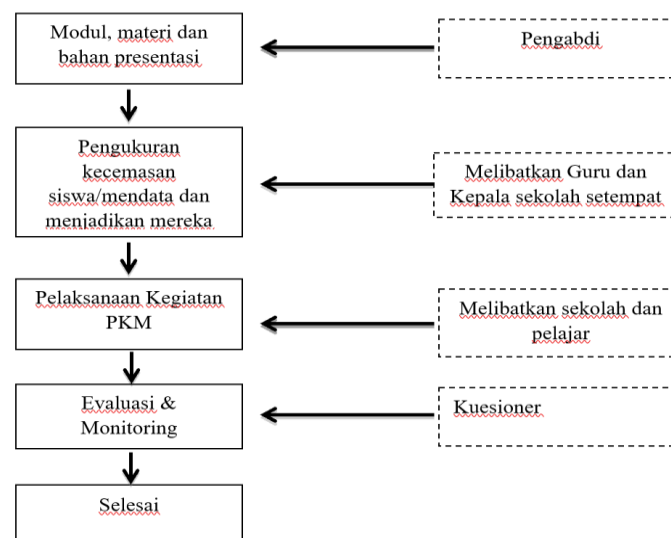 Modul, materi dan
bahan presentasi
Pengabdi
Pengukuran
kecemasan
siswa/mendata dan
menjadikan mereka
Melibatkan Guru dan
Kepala sekolah setempat
Pelaksanaan Kegiatan
PKM
Melibatkan sekolah dan
pelajar
Evaluasi &
Monitoring
Kuesioner
Selesai